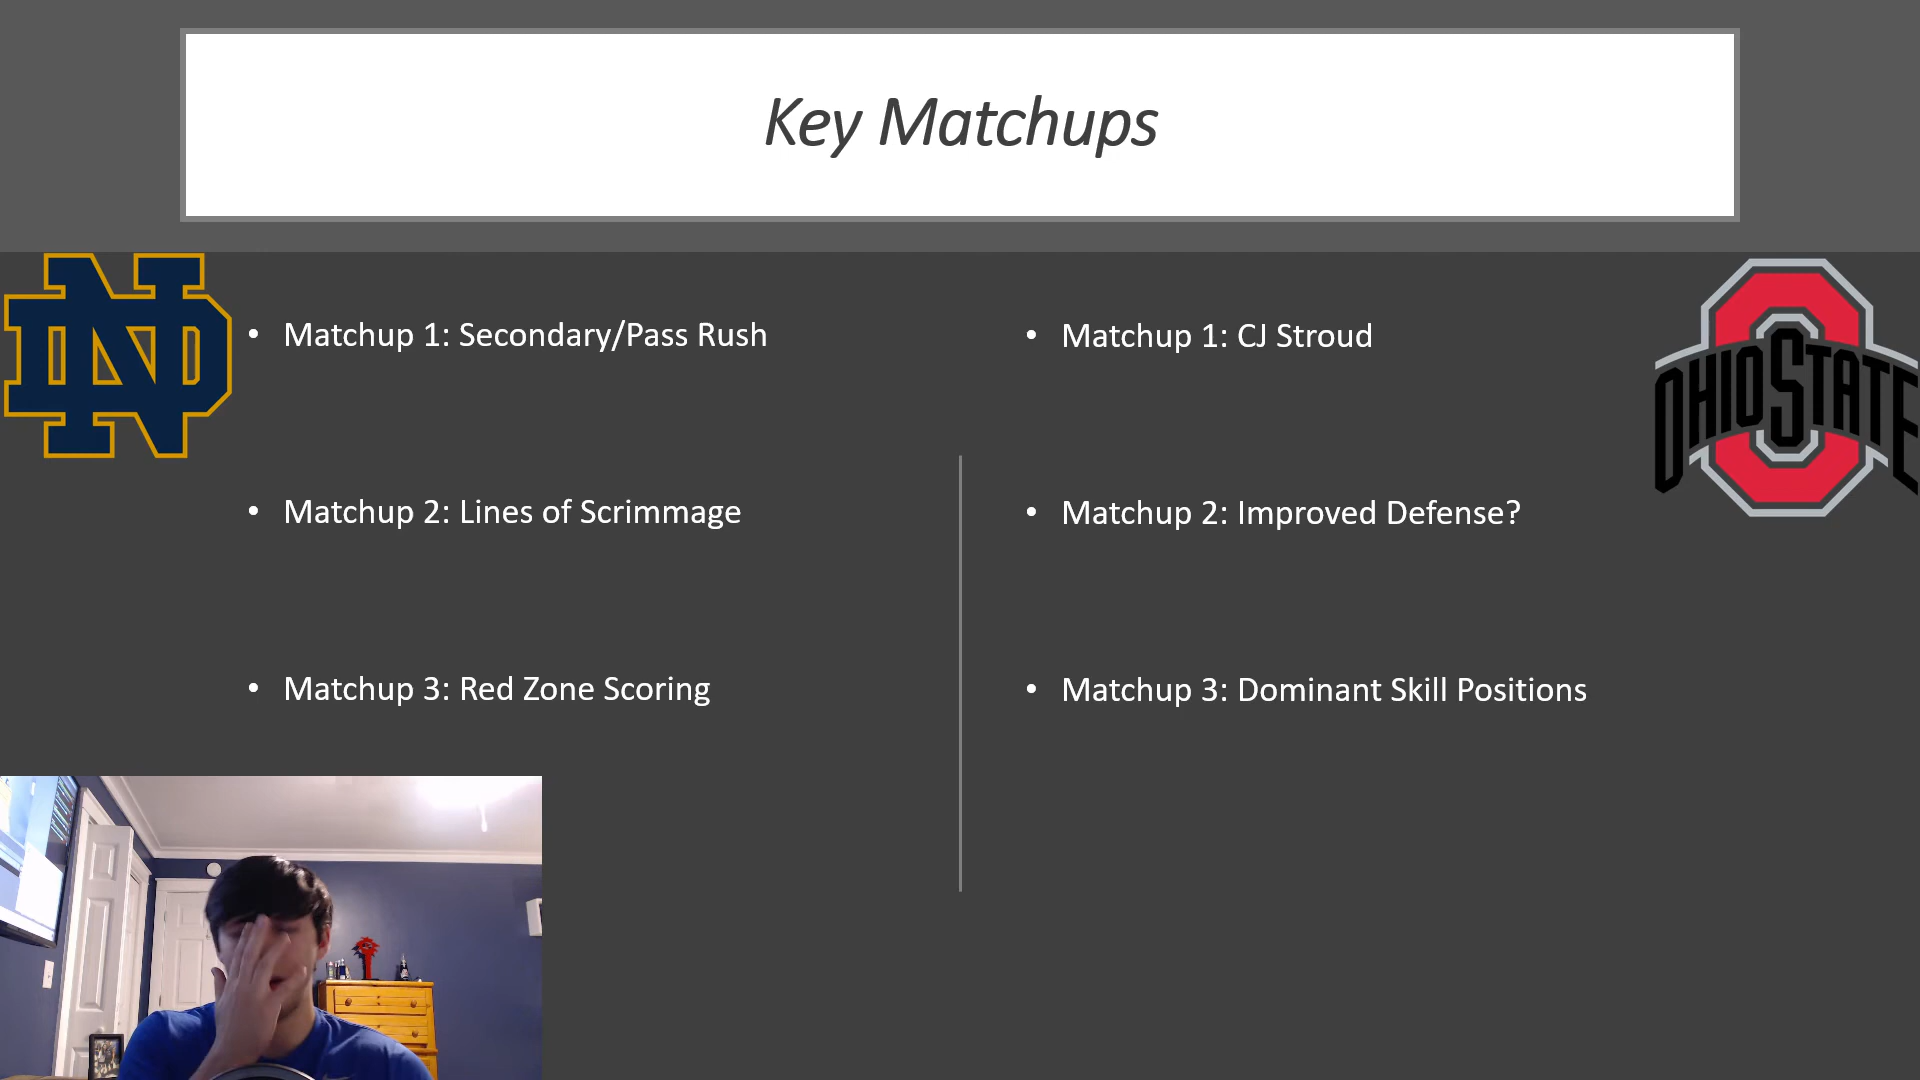 Key Matchups
ND
• Matchup 1: Secondary/Pass Rush
• Matchup 2: Lines of Scrimmage
• Matchup 3: Red Zone Scoring
• Matchup 1: CJ Stroud
• Matchup 2: Improved Defense?
• Matchup 3: Dominant Skill Positions
OHIO STATE